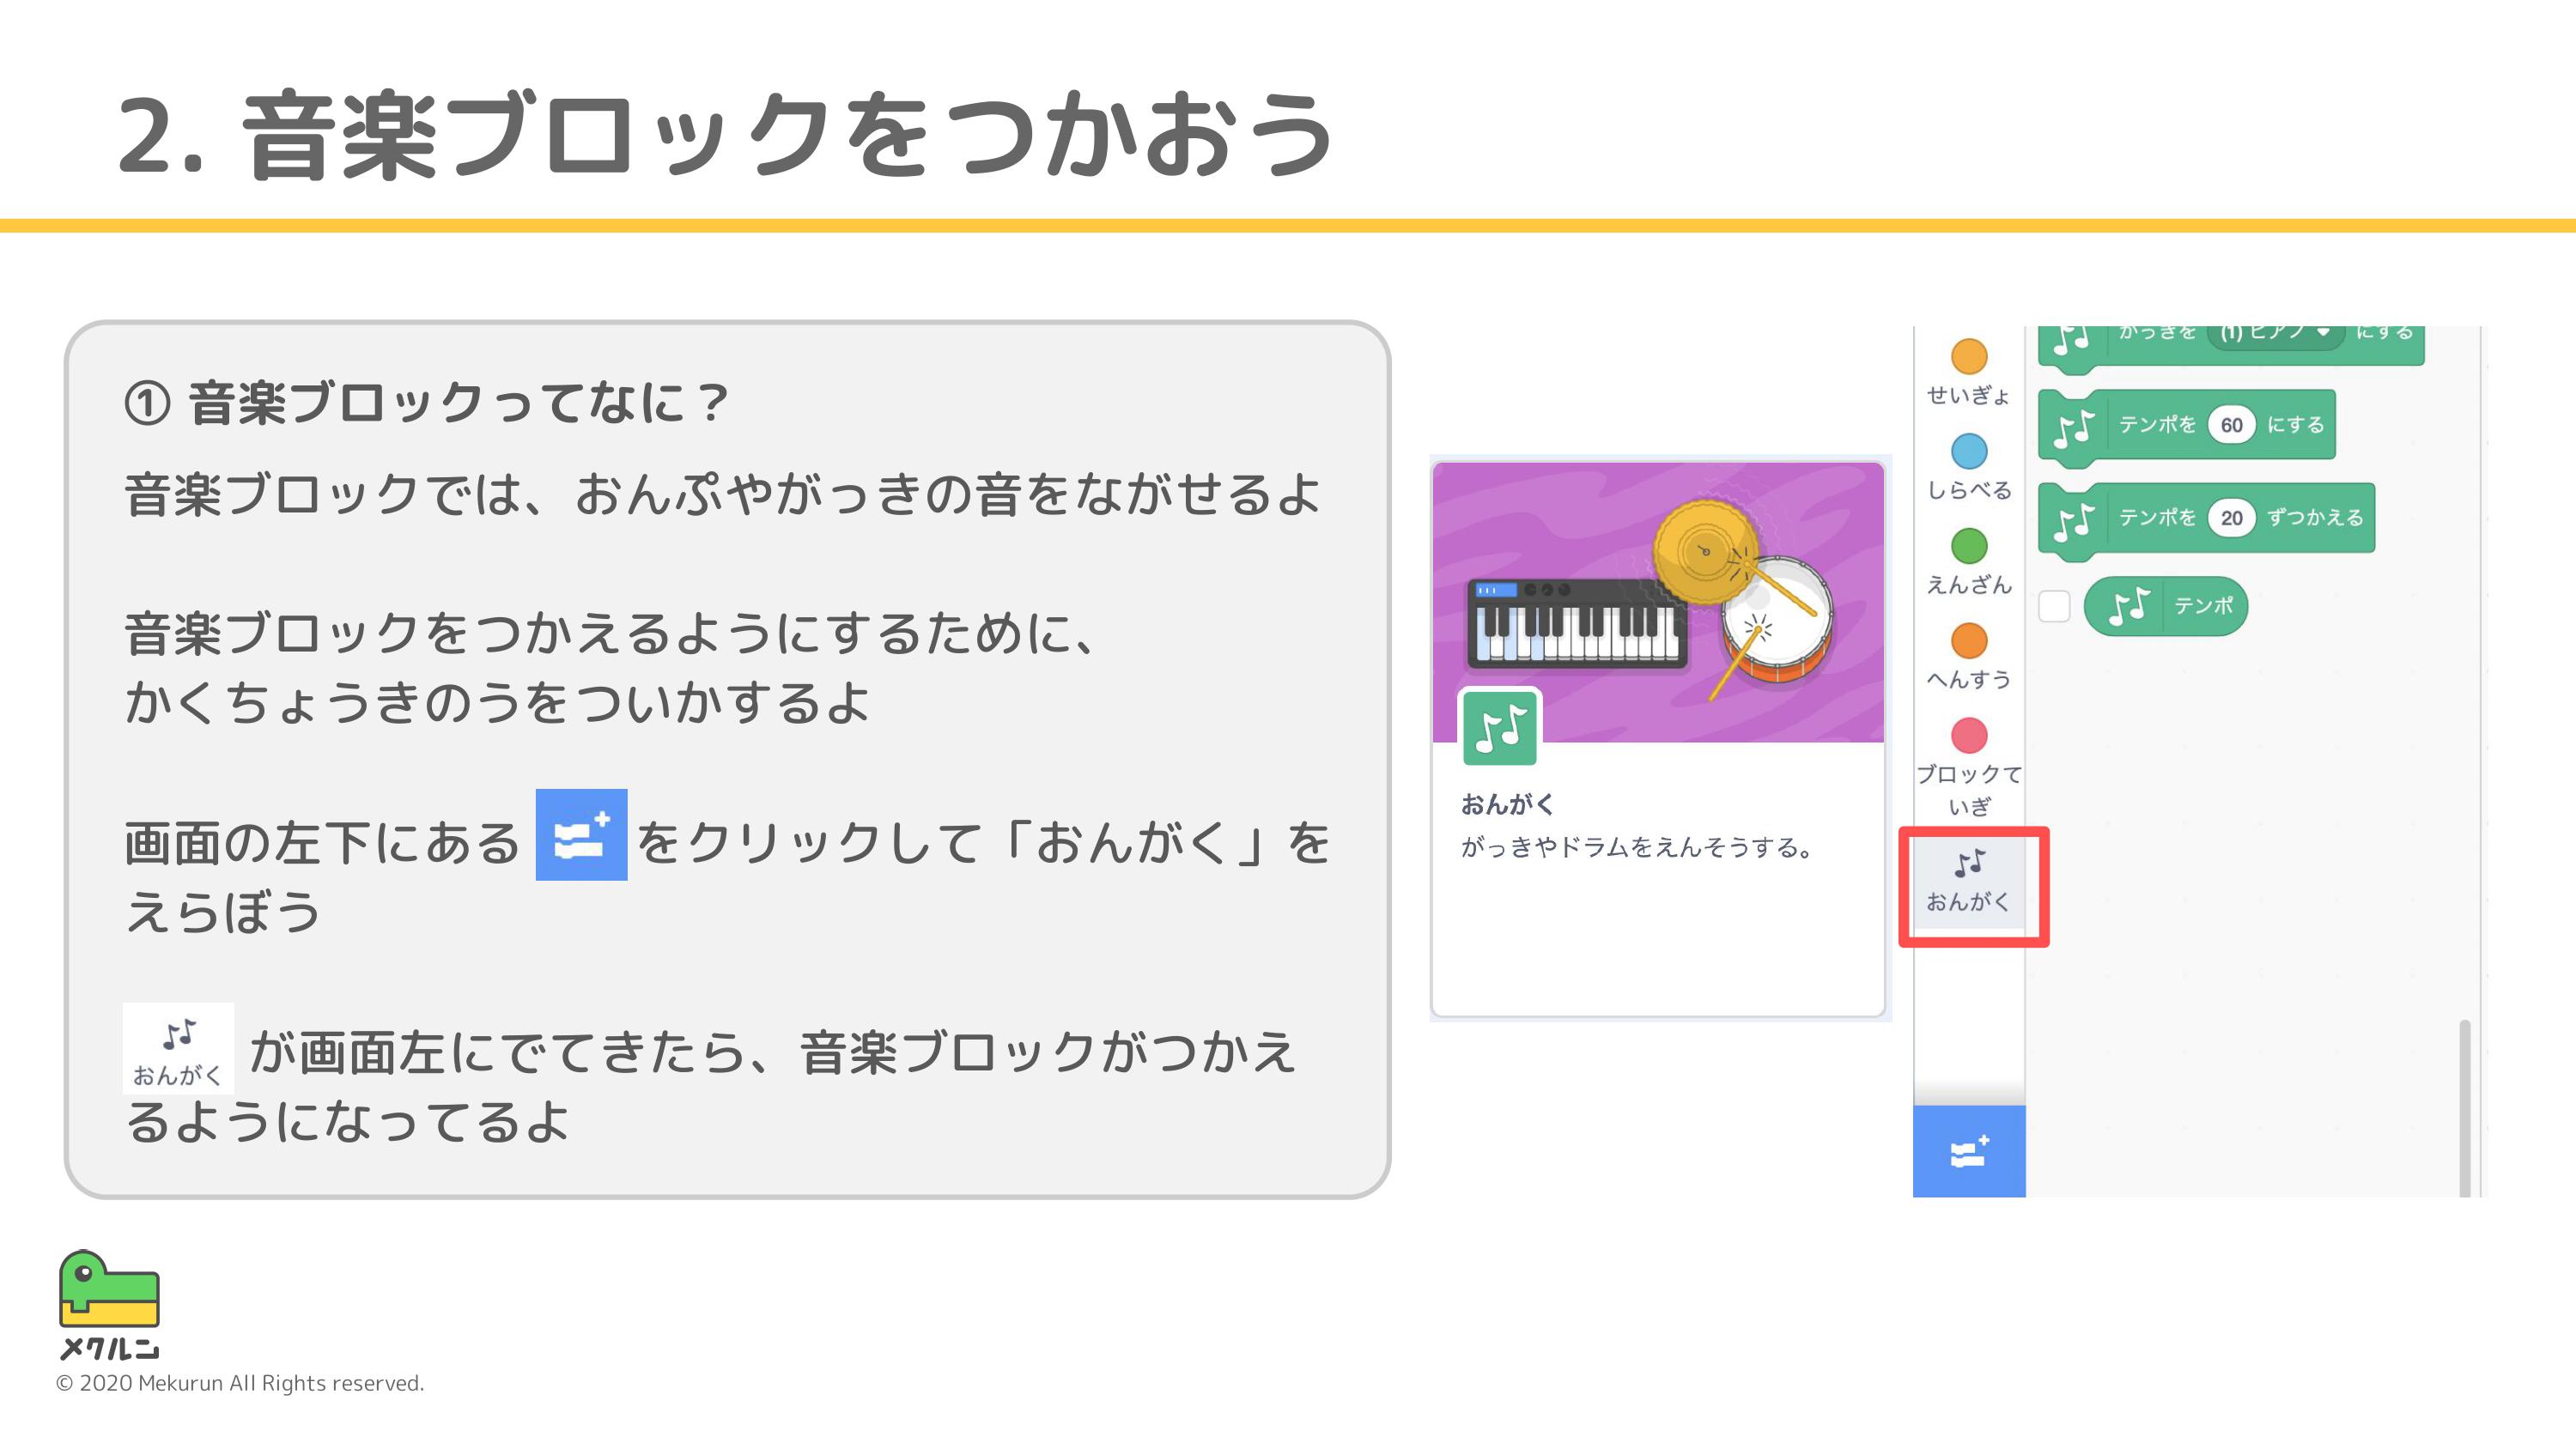 2. 音楽ブロックをつかおう
① 音楽ブロックってなに？
音楽ブロックでは、おんぷやがっきの音をながせるよ
音楽ブロックをつかえるようにするために、
かくちょうきのうをついかするよ
画面の左下にある をクリックして「おんがく」を
えらぼう
おんがく が画面左にでてきたら、音楽ブロックがつかえ
るようになってるよ
おんがく
がっきやドラムをえんそうする。
せいぎょ
しらべる
えんざん
へんすう
ブロックて
いぎ
おんがく
がっきを (1) ピアノ にする
テンポを 60 にする
テンポを 20 ずつかえる
テンポ
メクルン
© 2020 Mekurun All Rights reserved.